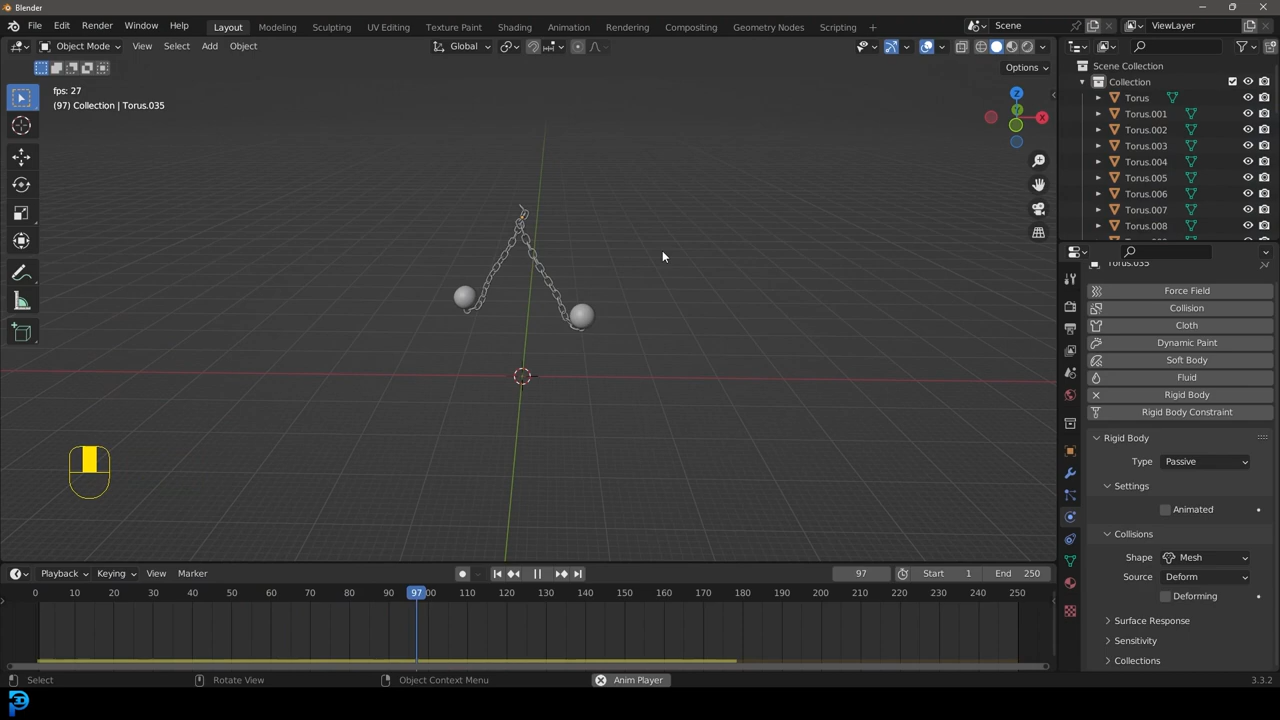 Blender
File Edit Render Window Help Layout Modeling Sculpting UV Editing Texture Paint Shading Animation Rendering Compositing Geometry Nodes Scripting + Scene ViewLayer
Object Mode View Select Add Object Global
Options
fps: 27
(97) Collection | Torus.035
Z
Y
X
Scene Collection
Collection
Torus
Torus.001
Torus.002
Torus.003
Torus.004
Torus.005
Torus.006
Torus.007
Torus.008
Torus.035
Force Field
Collision
Cloth
Dynamic Paint
Soft Body
Fluid
Rigid Body
Rigid Body Constraint
Rigid Body
Type Passive
Settings
Animated
Collisions
Shape Mesh
Source Deform
Deforming
Surface Response
Sensitivity
Collections
Playback Keying View Marker 97 Start 1 End 250
0 10 20 30 40 50 60 70 80 90 97 00 110 120 130 140 150 160 170 180 190 200 210 220 230 240 250
Select Rotate View Object Context Menu Anim Player 3.3.2